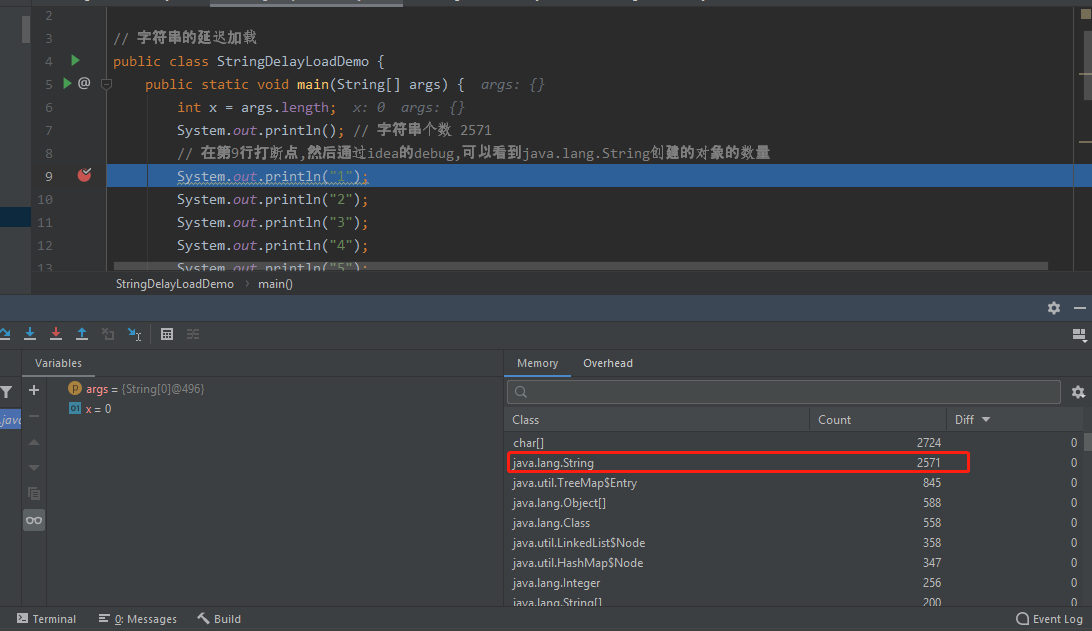 2
3 // 字符串的延迟加载
4 public class StringDelayLoadDemo {
5 @ public static void main(String[] args) { args: {}
6 int x = args.length; x: 0 args: {}
7 System.out.println(); // 字符串个数 2571
8 // 在第9行打断点,然后通过idea的debug,可以看到java.lang.String创建的对象的数量
9 System.out.println("1");
10 System.out.println("2");
11 System.out.println("3");
12 System.out.println("4");
13 System.out.println("5");
StringDelayLoadDemo › main()
Variables
Memory Overhead
p args = {String[0]@496}
01 x = 0
.java
Class Count Diff
char[] 2724 0
java.lang.String 2571 0
java.util.TreeMap$Entry 845 0
java.lang.Object[] 588 0
java.lang.Class 558 0
java.util.LinkedList$Node 358 0
java.util.HashMap$Node 347 0
java.lang.Integer 256 0
java.lang.String[] 200 0
Terminal 0: Messages Build Event Log